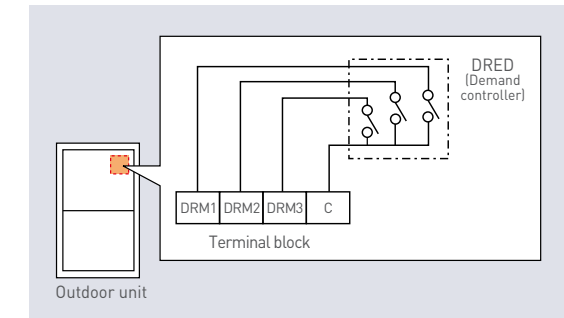 DRED
(Demand
controller)
DRM1 DRM2 DRM3 C
Terminal block
Outdoor unit